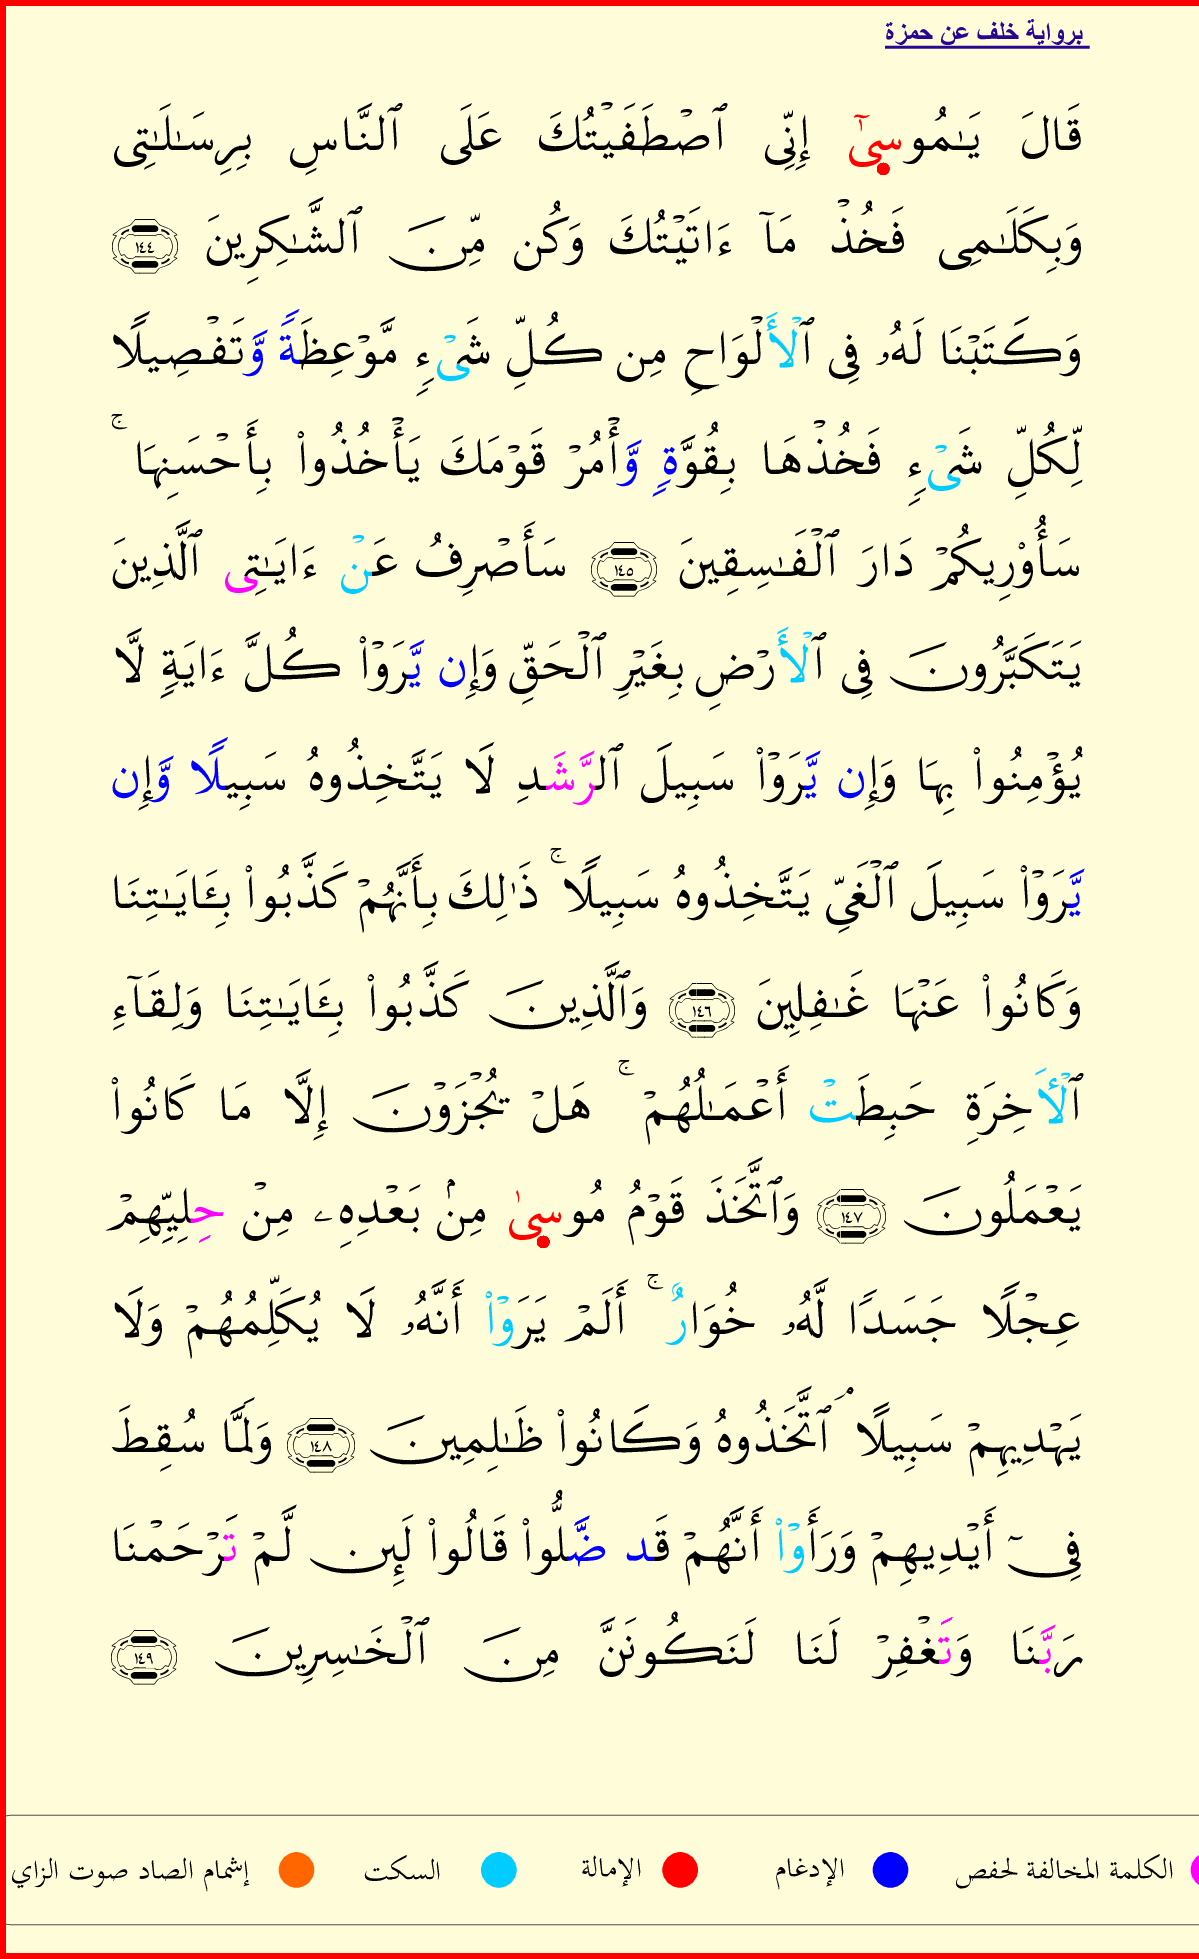 برواية خلف عن حمزة
قَالَ يَـٰمُوسِىٰٓ إِنِّى ٱصۡطَفَيۡتُكَ عَلَى ٱلنَّاسِ بِرِسَـٰلَـٰتِى
وَبِكَلَـٰمِى فَخُذۡ مَآ ءَاتَيۡتُكَ وَكُن مِّنَ ٱلشَّـٰكِرِينَ ١٤٤
وَكَتَبۡنَا لَهُۥ فِى ٱلۡأَلۡوَاحِ مِن كُلِّ شَىۡءٍ مَّوۡعِظَةً وَّتَفۡصِيلًا
لِّكُلِّ شَىۡءٍ فَخُذۡهَا بِقُوَّةٍ وَّأۡمُرۡ قَوۡمَكَ يَأۡخُذُوا۟ بِأَحۡسَنِهَا ۚ
سَأُو۟رِيكُمۡ دَارَ ٱلۡفَـٰسِقِينَ ١٤٥ سَأَصۡرِفُ عَنۡ ءَايَـٰتِى ٱلَّذِينَ
يَتَكَبَّرُونَ فِى ٱلۡأَرۡضِ بِغَيۡرِ ٱلۡحَقِّ وَإِن يَّرَوۡا۟ كُلَّ ءَايَةٍ لَّا
يُؤۡمِنُوا۟ بِهَا وَإِن يَّرَوۡا۟ سَبِيلَ ٱلرَّشَدِ لَا يَتَّخِذُوهُ سَبِيلًا وَّإِن
يَّرَوۡا۟ سَبِيلَ ٱلۡغَىِّ يَتَّخِذُوهُ سَبِيلًا ۚ ذَٰلِكَ بِأَنَّهُمۡ كَذَّبُوا۟ بِـَٔايَـٰتِنَا
وَكَانُوا۟ عَنۡهَا غَـٰفِلِينَ ١٤٦ وَٱلَّذِينَ كَذَّبُوا۟ بِـَٔايَـٰتِنَا وَلِقَآءِ
ٱلۡأَخِرَةِ حَبِطَتۡ أَعۡمَـٰلُهُمۡ ۚ هَلۡ يُجۡزَوۡنَ إِلَّا مَا كَانُوا۟
يَعۡمَلُونَ ١٤٧ وَٱتَّخَذَ قَوۡمُ مُوسِىٰ مِنۢ بَعۡدِهِۦ مِنۡ حِلِيِّهِمۡ
عِجۡلًا جَسَدًا لَّهُۥ خُوَارٌ ۚ أَلَمۡ يَرَوۡا۟ أَنَّهُۥ لَا يُكَلِّمُهُمۡ وَلَا
يَهۡدِيهِمۡ سَبِيلًا ۘ ٱتَّخَذُوهُ وَكَانُوا۟ ظَـٰلِمِينَ ١٤٨ وَلَمَّا سُقِطَ
فِىٓ أَيۡدِيهِمۡ وَرَأَوۡا۟ أَنَّهُمۡ قَد ضَّلُّوا۟ قَالُوا۟ لَئِن لَّمۡ تَرۡحَمۡنَا
رَبَّنَا وَتَغۡفِرۡ لَنَا لَنَكُونَنَّ مِنَ ٱلۡخَـٰسِرِينَ ١٤٩
الكلمة المخالفة لحفص الإدغام الإمالة السكت إشمام الصاد صوت الزاي